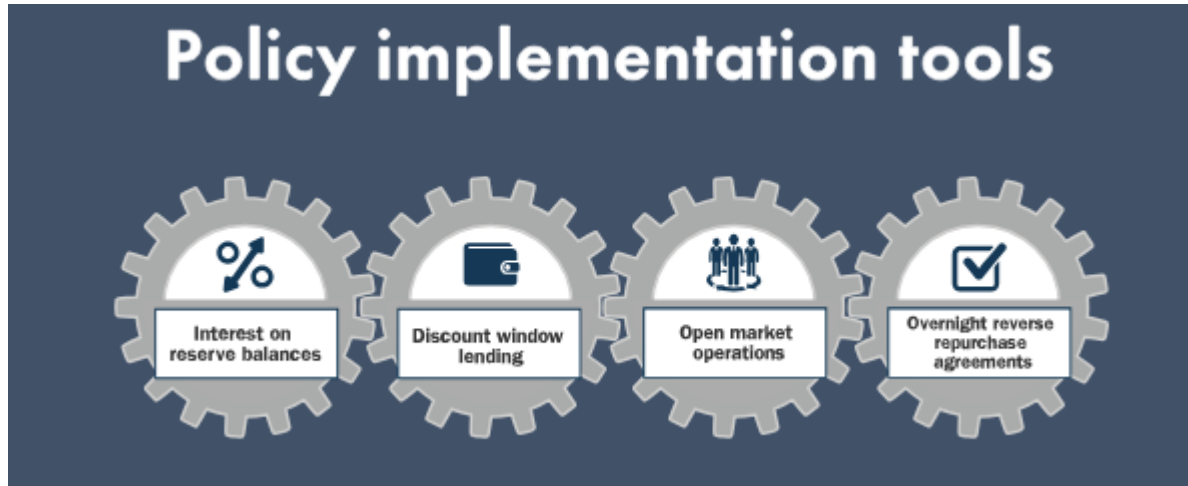 Policy implementation tools
Interest on
reserve balances
Discount window
lending
Open market
operations
Overnight reverse
repurchase
agreements